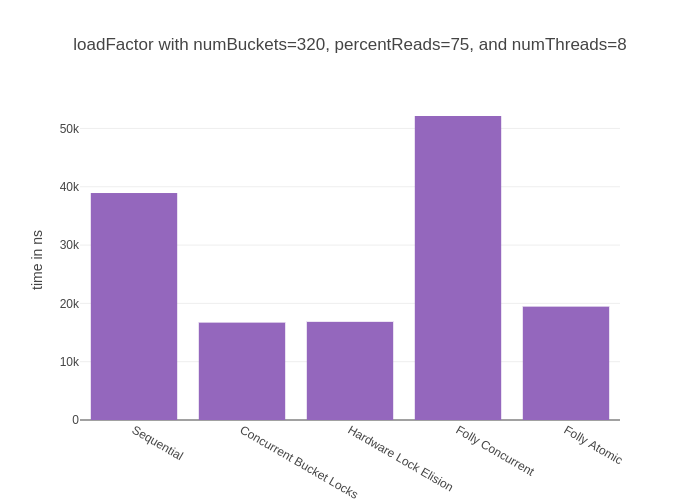 loadFactor with numBuckets=320, percentReads=75, and numThreads=8
50k
40k
30k
20k
10k
0
time in ns
Sequential
Concurrent Bucket Locks
Hardware Lock Elision
Folly Concurrent
Folly Atomic